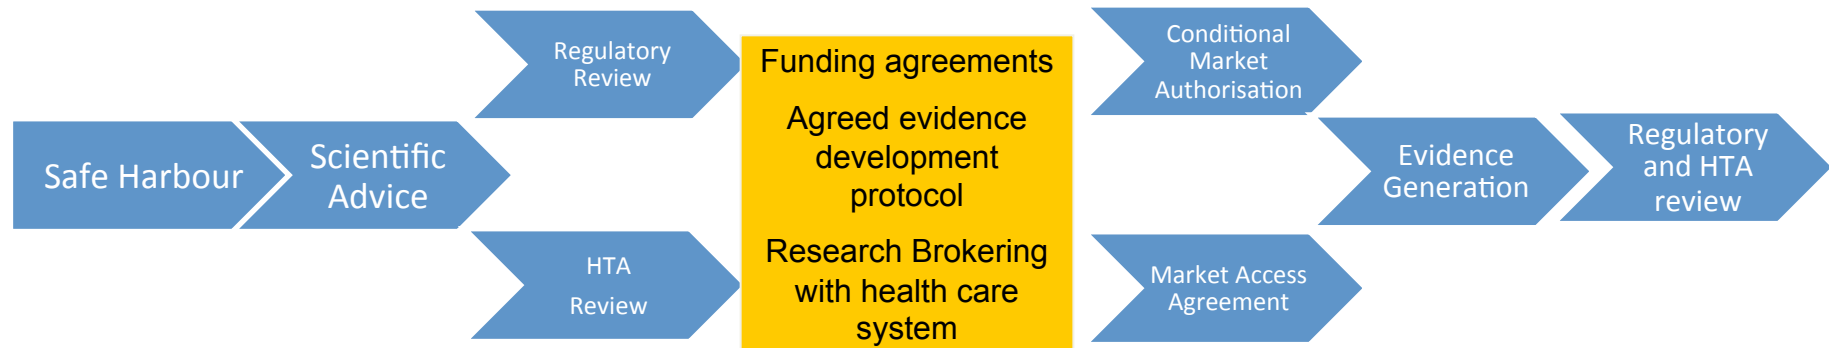 Safe Harbour
Scientific
Advice
Regulatory
Review
HTA
Review
Funding agreements
Agreed evidence
development
protocol
Research Brokering
with health care
system
Conditional
Market
Authorisation
Market Access
Agreement
Evidence
Generation
Regulatory
and HTA
review